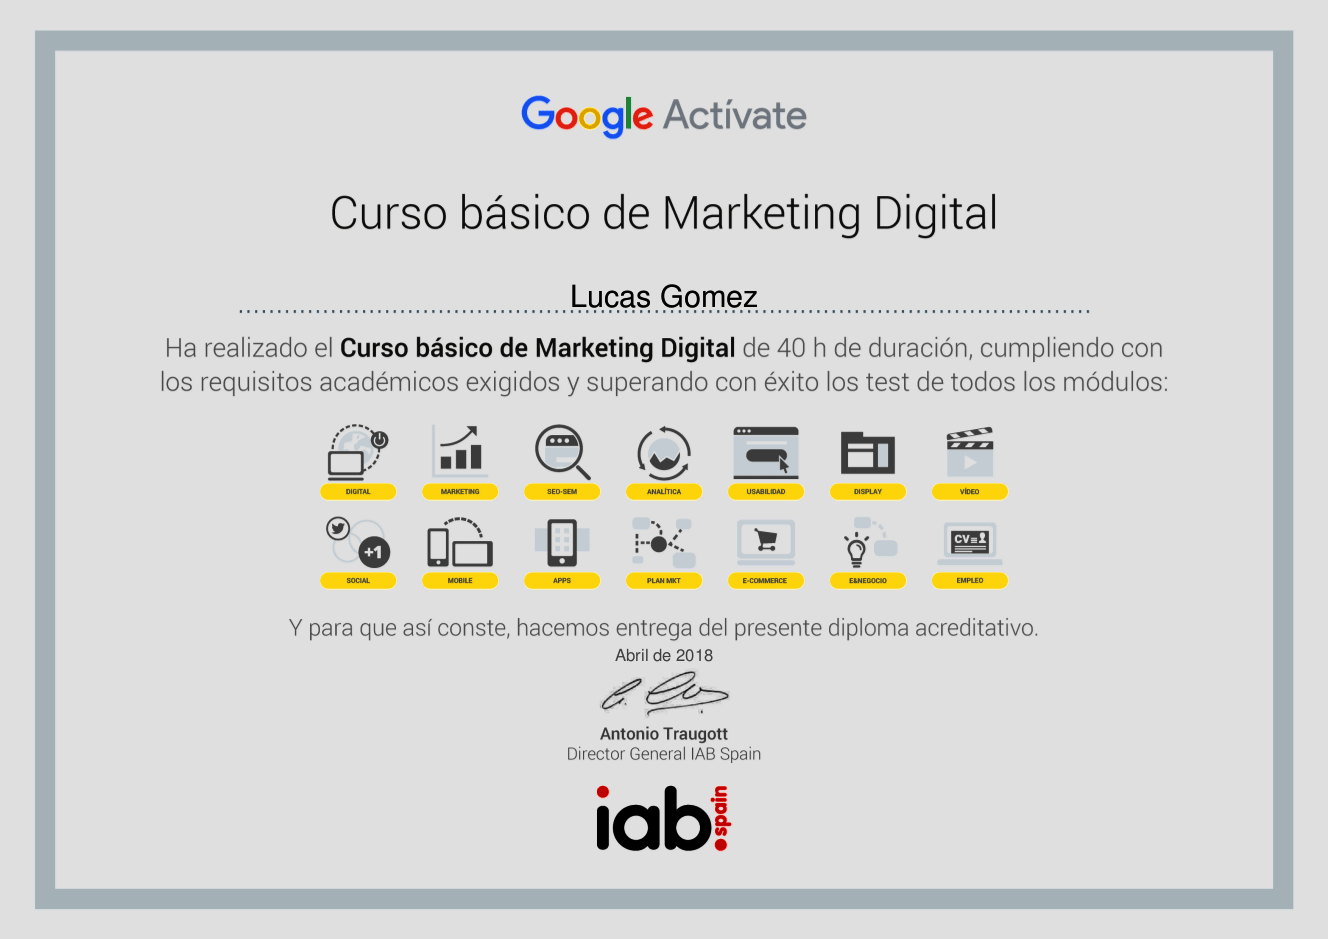 Google Actívate
Curso básico de Marketing Digital
Lucas Gomez
Ha realizado el Curso básico de Marketing Digital de 40 h de duración, cumpliendo con
los requisitos académicos exigidos y superando con éxito los test de todos los módulos:
DIGITAL MARKETING SEO-SEM ANALÍTICA USABILIDAD DISPLAY VÍDEO
+1 CV
SOCIAL MOBILE APPS PLAN MKT E-COMMERCE E&NEGOCIO EMPLEO
Y para que así conste, hacemos entrega del presente diploma acreditativo.
Abril de 2018
Antonio Traugott
Director General IAB Spain
iab spain